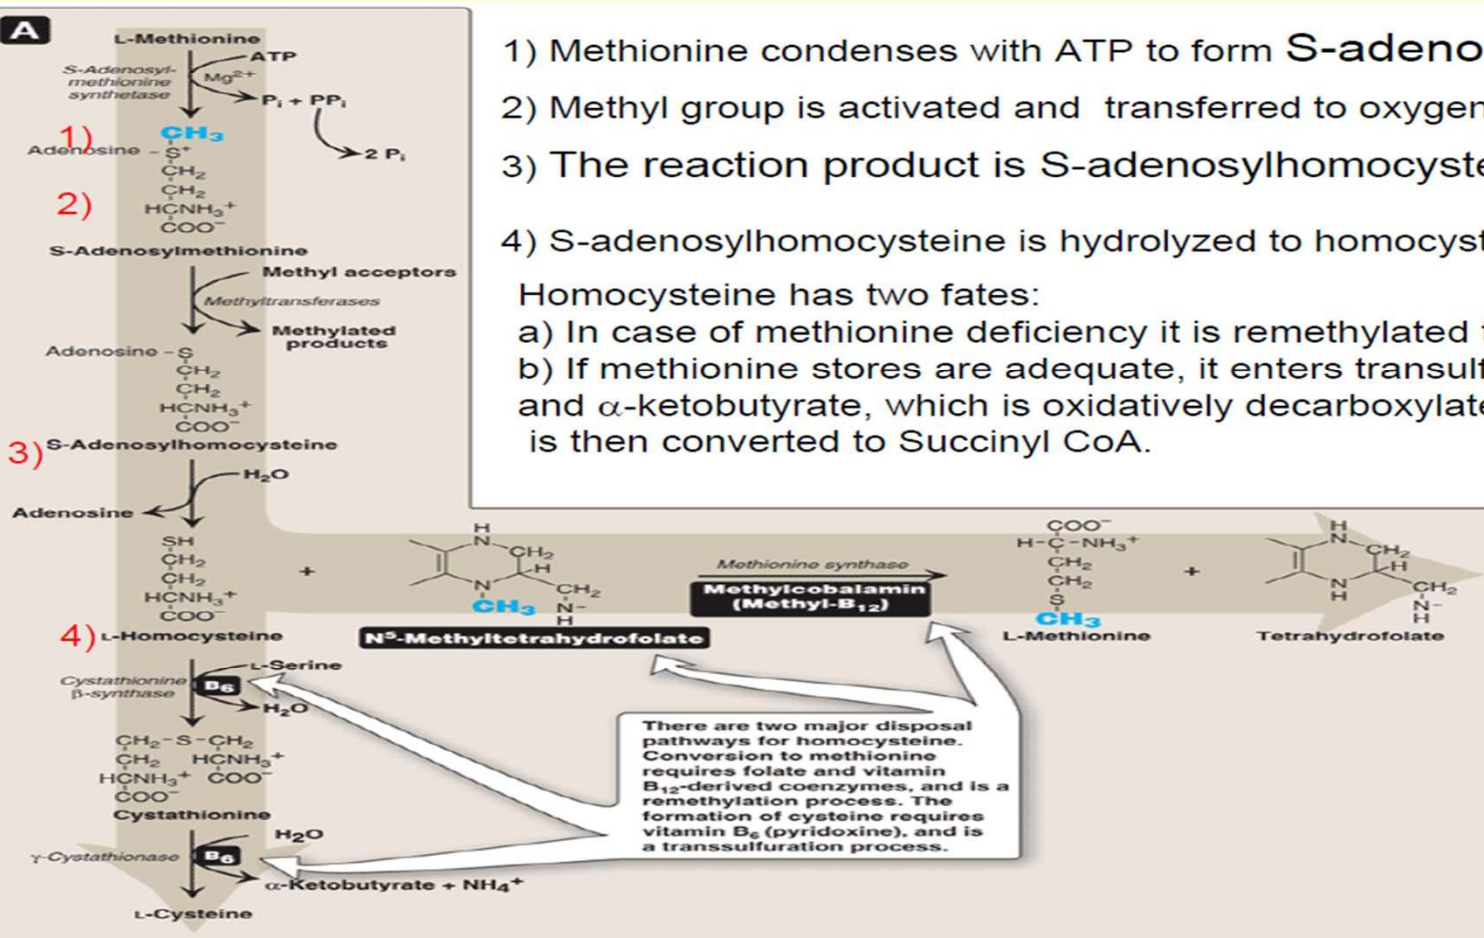 A
L-Methionine
ATP
S-Adenosyl-
methionine
synthetase
Mg2+
Pi + PPi
2 Pi
1)
CH3
Adenosine – S+
CH2
CH2
HCNH3+
COO–
2)
S-Adenosylmethionine
Methyl acceptors
Methyltransferases
Methylated
products
Adenosine – S
CH2
CH2
HCNH3+
COO–
S-Adenosylhomocysteine
3)
H2O
Adenosine
SH
CH2
CH2
HCNH3+
COO–
4) L-Homocysteine
+
H
N
CH2
H
N
CH2
CH3
N–
H
N5-Methyltetrahydrofolate
Methionine synthase
Methylcobalamin
(Methyl-B12)
COO–
H–C–NH3+
CH2
CH2
S
CH3
L-Methionine
+
H
N
CH2
H
N
H
CH2
N–
H
Tetrahydrofolate
L-Serine
Cystathionine
β-synthase
B6
H2O
CH2–S–CH2
CH2 HCNH3+
HCNH3+ COO–
COO–
Cystathionine
H2O
γ-Cystathionase
B6
α-Ketobutyrate + NH4+
L-Cysteine
There are two major disposal
pathways for homocysteine.
Conversion to methionine
requires folate and vitamin
B12-derived coenzymes, and is a
remethylation process. The
formation of cysteine requires
vitamin B6 (pyridoxine), and is
a transsulfuration process.
1) Methionine condenses with ATP to form S-adeno
2) Methyl group is activated and transferred to oxygen
3) The reaction product is S-adenosylhomocyste
4) S-adenosylhomocysteine is hydrolyzed to homocyst
Homocysteine has two fates:
a) In case of methionine deficiency it is remethylated
b) If methionine stores are adequate, it enters transulf
and α-ketobutyrate, which is oxidatively decarboxylate
is then converted to Succinyl CoA.